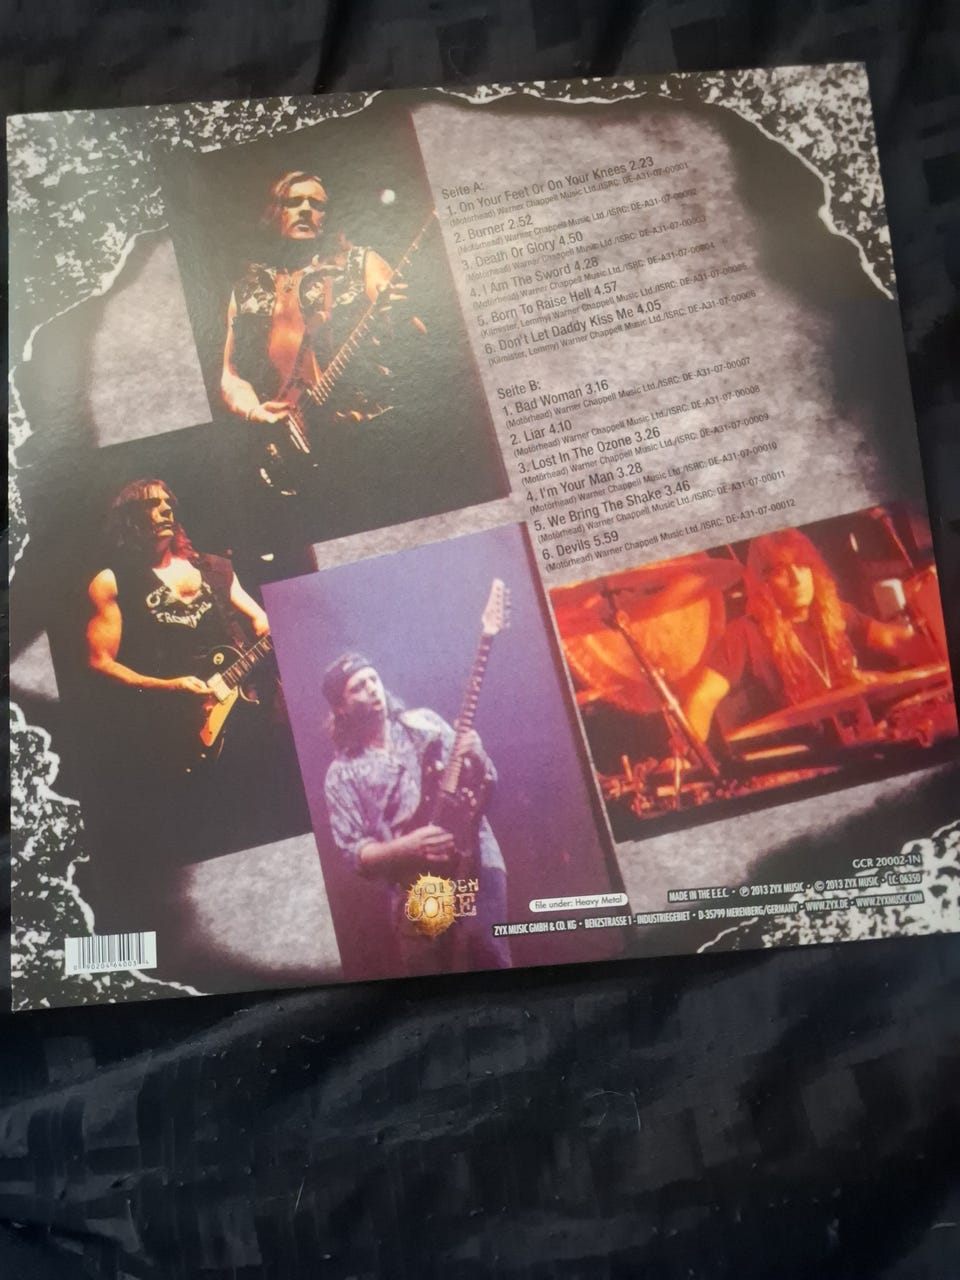 Seite A:
1. On Your Feet Or On Your Knees 2.23
(Motörhead) Warner Chappell Music Ltd./ISRC: DE-A31-07-00001
2. Burner 2.52
(Motörhead) Warner Chappell Music Ltd./ISRC: DE-A31-07-00002
3. Death Or Glory 4.50
(Motörhead) Warner Chappell Music Ltd./ISRC: DE-A31-07-00003
4. I Am The Sword 4.28
(Motörhead) Warner Chappell Music Ltd./ISRC: DE-A31-07-00004
5. Born To Raise Hell 4.57
(Kilmister, Lemmy) Warner Chappell Music Ltd./ISRC: DE-A31-07-00005
6. Don't Let Daddy Kiss Me 4.05
(Kilmister, Lemmy) Warner Chappell Music Ltd./ISRC: DE-A31-07-00006
Seite B:
1. Bad Woman 3.16
(Motörhead) Warner Chappell Music Ltd./ISRC: DE-A31-07-00007
2. Liar 4.10
(Motörhead) Warner Chappell Music Ltd./ISRC: DE-A31-07-00008
3. Lost In The Ozone 3.26
(Motörhead) Warner Chappell Music Ltd./ISRC: DE-A31-07-00009
4. I'm Your Man 3.28
(Motörhead) Warner Chappell Music Ltd./ISRC: DE-A31-07-00010
5. We Bring The Shake 3.46
(Motörhead) Warner Chappell Music Ltd./ISRC: DE-A31-07-00011
6. Devils 5.59
(Motörhead) Warner Chappell Music Ltd./ISRC: DE-A31-07-00012
TRIUMPH
GOLDEN
CORE
file under: Heavy Metal
GCR 20002-1N
MADE IN THE E.E.C. • ℗ 2013 ZYX MUSIC • © 2013 ZYX MUSIC • LC: 06350
ZYX MUSIC GMBH & CO. KG • BENZSTRASSE 1 - INDUSTRIEGEBIET • D-35799 MERENBERG/GERMANY • WWW.ZYX.DE • WWW.ZYXMUSIC.COM
0 90204 64003 4